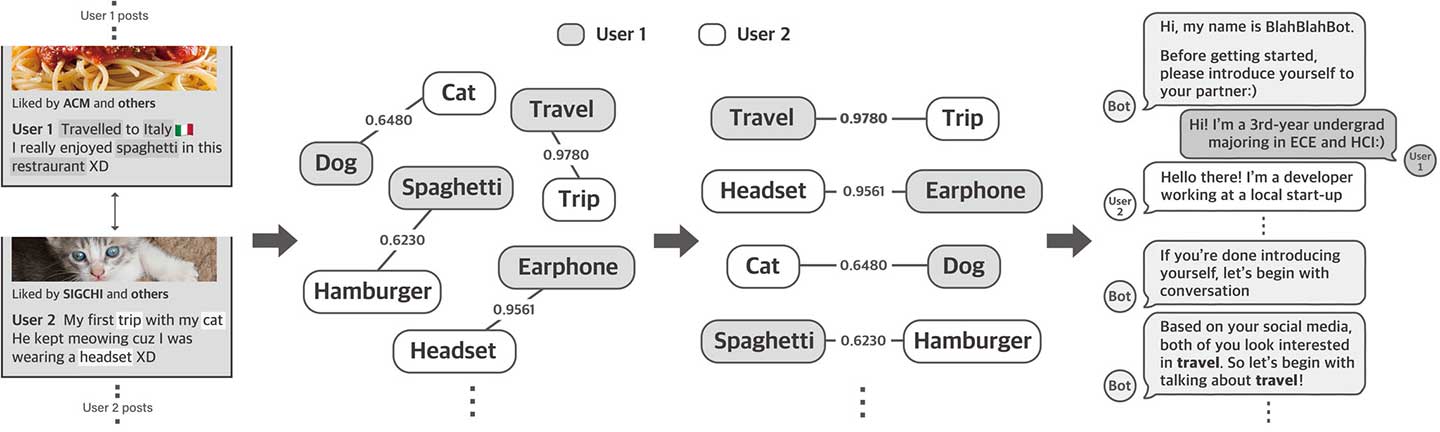 User 1 posts
Liked by ACM and others
User 1 Travelled to Italy 🇮🇹
I really enjoyed spaghetti in this
restraurant XD
Liked by SIGCHI and others
User 2 My first trip with my cat
He kept meowing cuz I was
wearing a headset XD
User 2 posts
User 1
User 2
Cat
0.6480
Dog
Travel
0.9780
Trip
Spaghetti
0.6230
Hamburger
Earphone
0.9561
Headset
Travel 0.9780 Trip
Headset 0.9561 Earphone
Cat 0.6480 Dog
Spaghetti 0.6230 Hamburger
Hi, my name is BlahBlahBot.
Before getting started,
please introduce yourself to
your partner:)
Bot
Hi! I'm a 3rd-year undergrad
majoring in ECE and HCI:)
User
1
Hello there! I'm a developer
working at a local start-up
User
2
If you're done introducing
yourself, let's begin with
conversation
Bot
Based on your social media,
both of you look interested
in travel. So let's begin with
talking about travel!
Bot